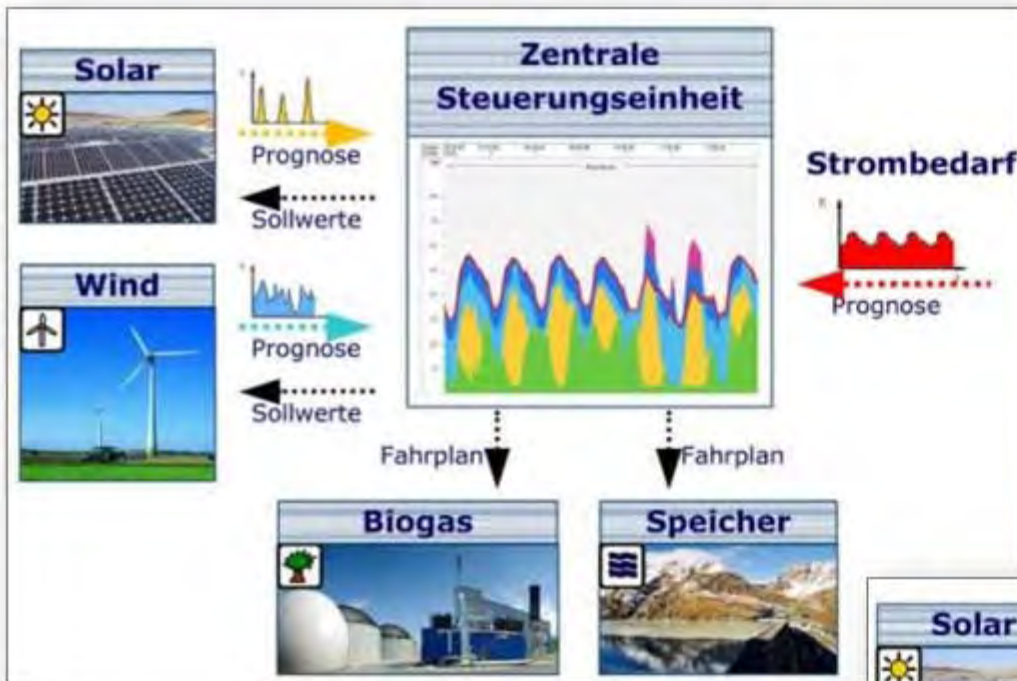 Solar
Prognose
Sollwerte
Wind
Prognose
Sollwerte
Zentrale
Steuerungseinheit
Strombedarf
Prognose
Fahrplan
Fahrplan
Biogas
Speicher
Solar